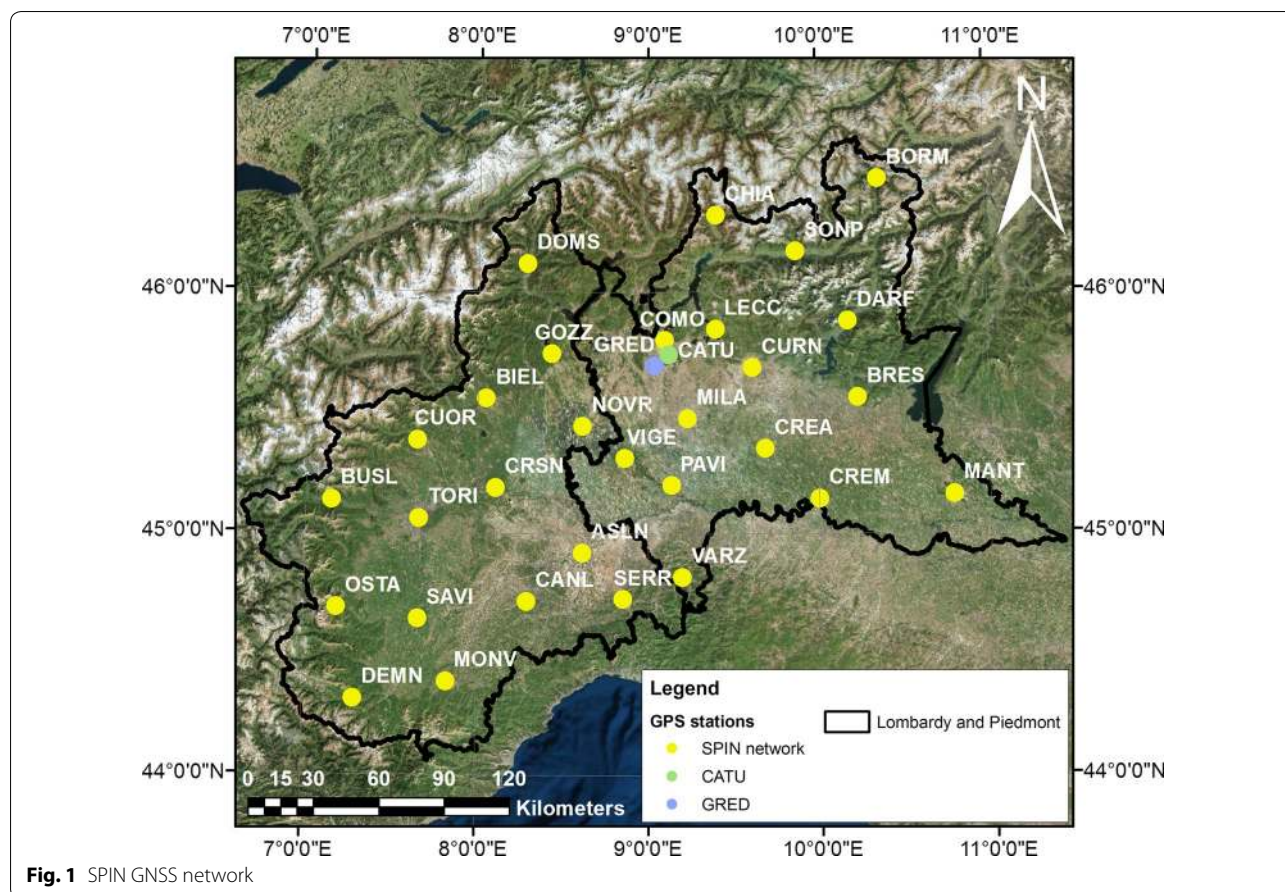 7°0'0"E 8°0'0"E 9°0'0"E 10°0'0"E 11°0'0"E
N
BORM
CHIA
SONP
DOMS
46°0'0"N 46°0'0"N
DARF
LECC
COMO
GOZZ GRED CATU CURN
BIEL BRES
NOVR MILA
CUOR VIGE CREA
BUSL CRSN PAVI CREM MANT
TORI
45°0'0"N 45°0'0"N
ASLN VARZ
OSTA SAVI CANL SERR
DEMN MONV
Legend
GPS stations Lombardy and Piedmont
SPIN network
CATU
GRED
44°0'0"N 44°0'0"N
0 15 30 60 90 120
Kilometers
7°0'0"E 8°0'0"E 9°0'0"E 10°0'0"E 11°0'0"E
Fig. 1 SPIN GNSS network